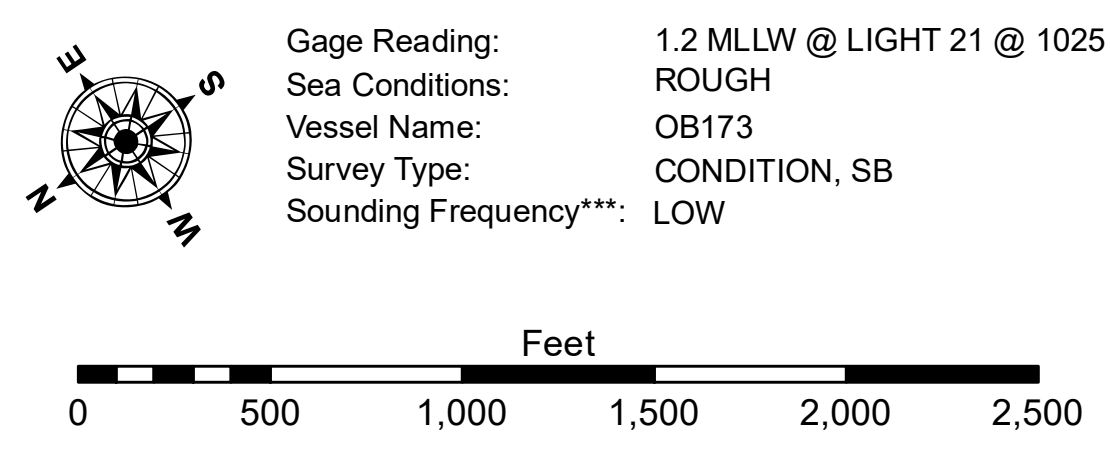 E
S
N
W
Gage Reading: 1.2 MLLW @ LIGHT 21 @ 1025
Sea Conditions: ROUGH
Vessel Name: OB173
Survey Type: CONDITION, SB
Sounding Frequency***: LOW
Feet
0 500 1,000 1,500 2,000 2,500